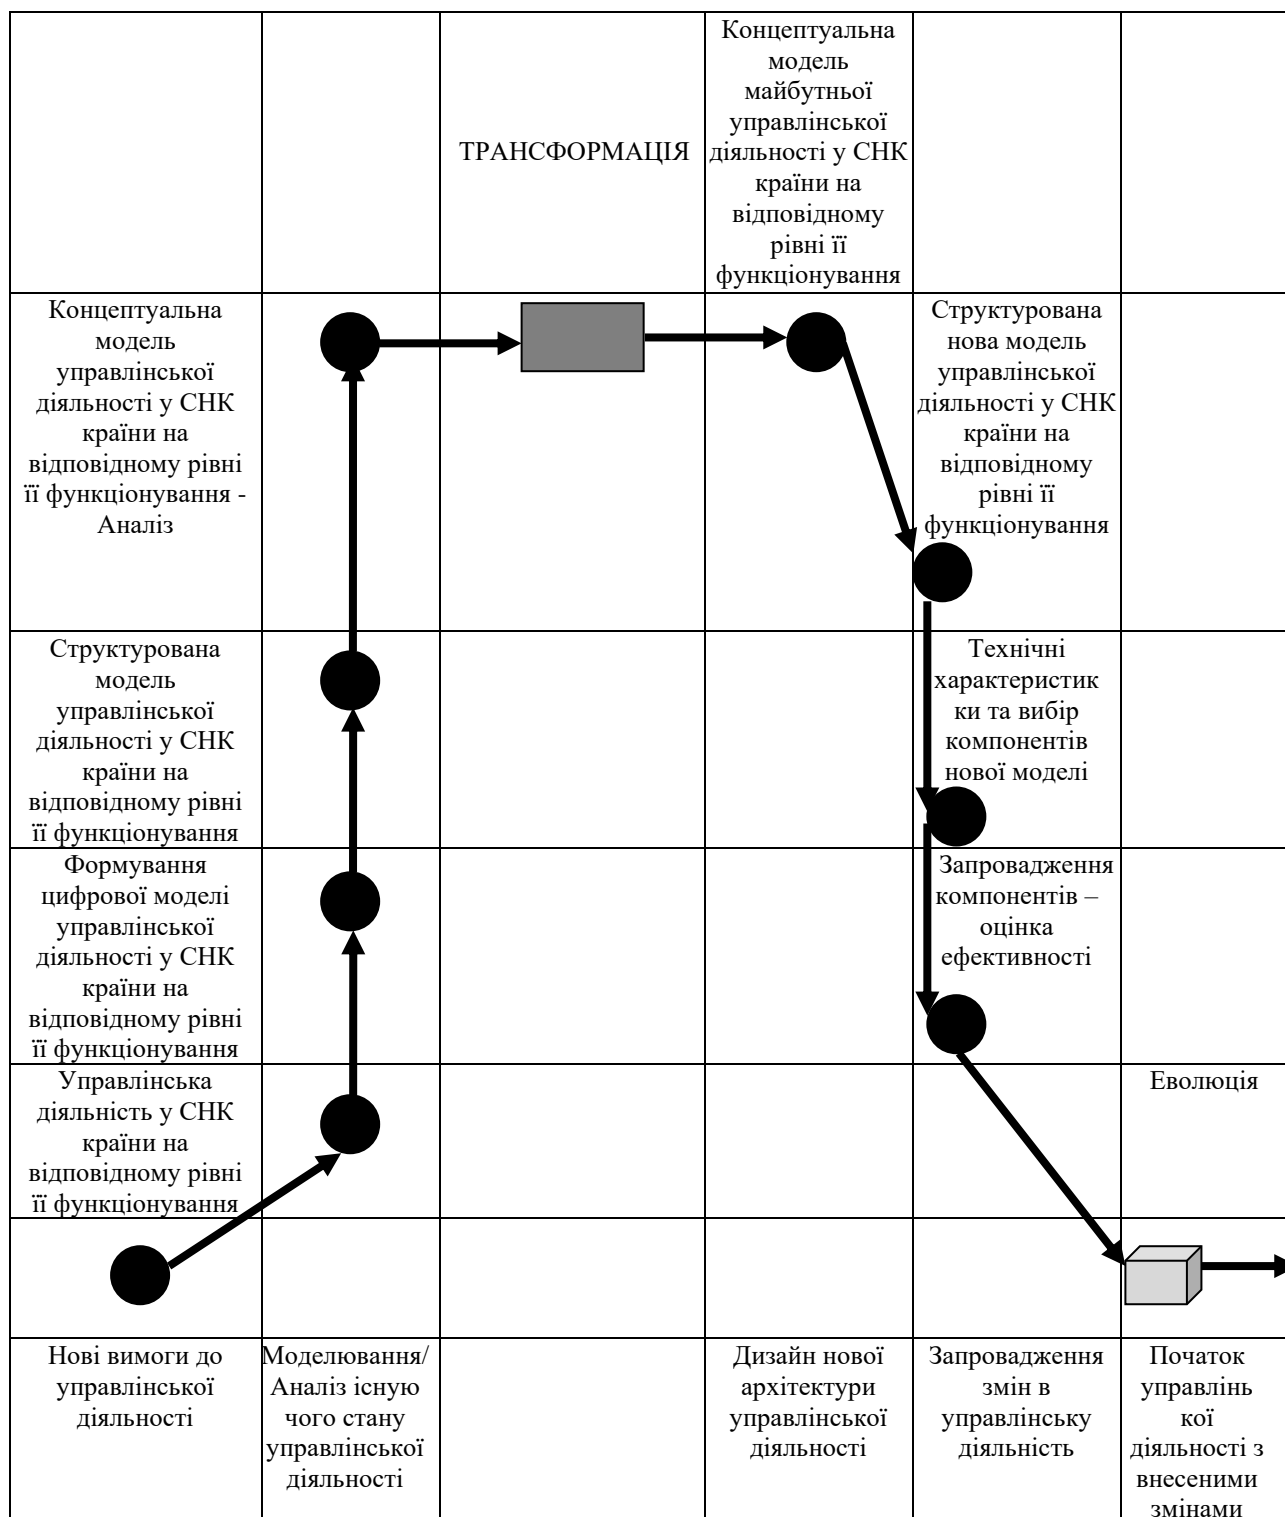 ТРАНСФОРМАЦІЯ
Концептуальна
модель
майбутньої
управлінської
діяльності у СНК
країни на
відповідному
рівні її
функціонування
Концептуальна
модель
управлінської
діяльності у СНК
країни на
відповідному рівні
її функціонування -
Аналіз
Структурована
нова модель
управлінської
діяльності у СНК
країни на
відповідному
рівні її
функціонування
Структурована
модель
управлінської
діяльності у СНК
країни на
відповідному рівні
її функціонування
Технічні
характеристик
ки та вибір
компонентів
нової моделі
Формування
цифрової моделі
управлінської
діяльності у СНК
країни на
відповідному рівні
її функціонування
Запровадження
компонентів –
оцінка
ефективності
Управлінська
діяльність у СНК
країни на
відповідному рівні
її функціонування
Еволюція
Нові вимоги до
управлінської
діяльності
Моделювання/
Аналіз існую
чого стану
управлінської
діяльності
Дизайн нової
архітектури
управлінської
діяльності
Запровадження
змін в
управлінську
діяльність
Початок
управлінь
кої
діяльності з
внесеними
змінами